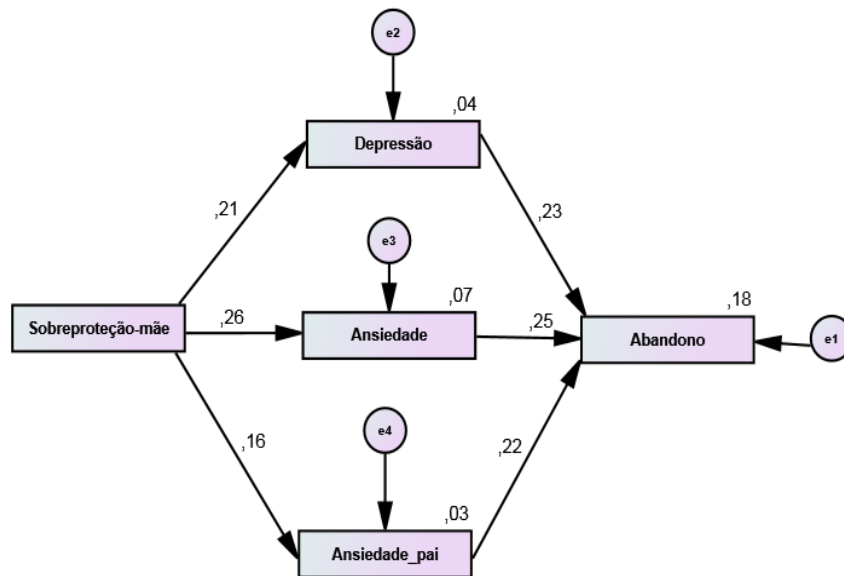 e2
,04
Depressão
,21
,23
e3
,07
,18
Sobreproteção-mãe
,26
Ansiedade
,25
Abandono
e1
e4
,16
,22
,03
Ansiedade_pai